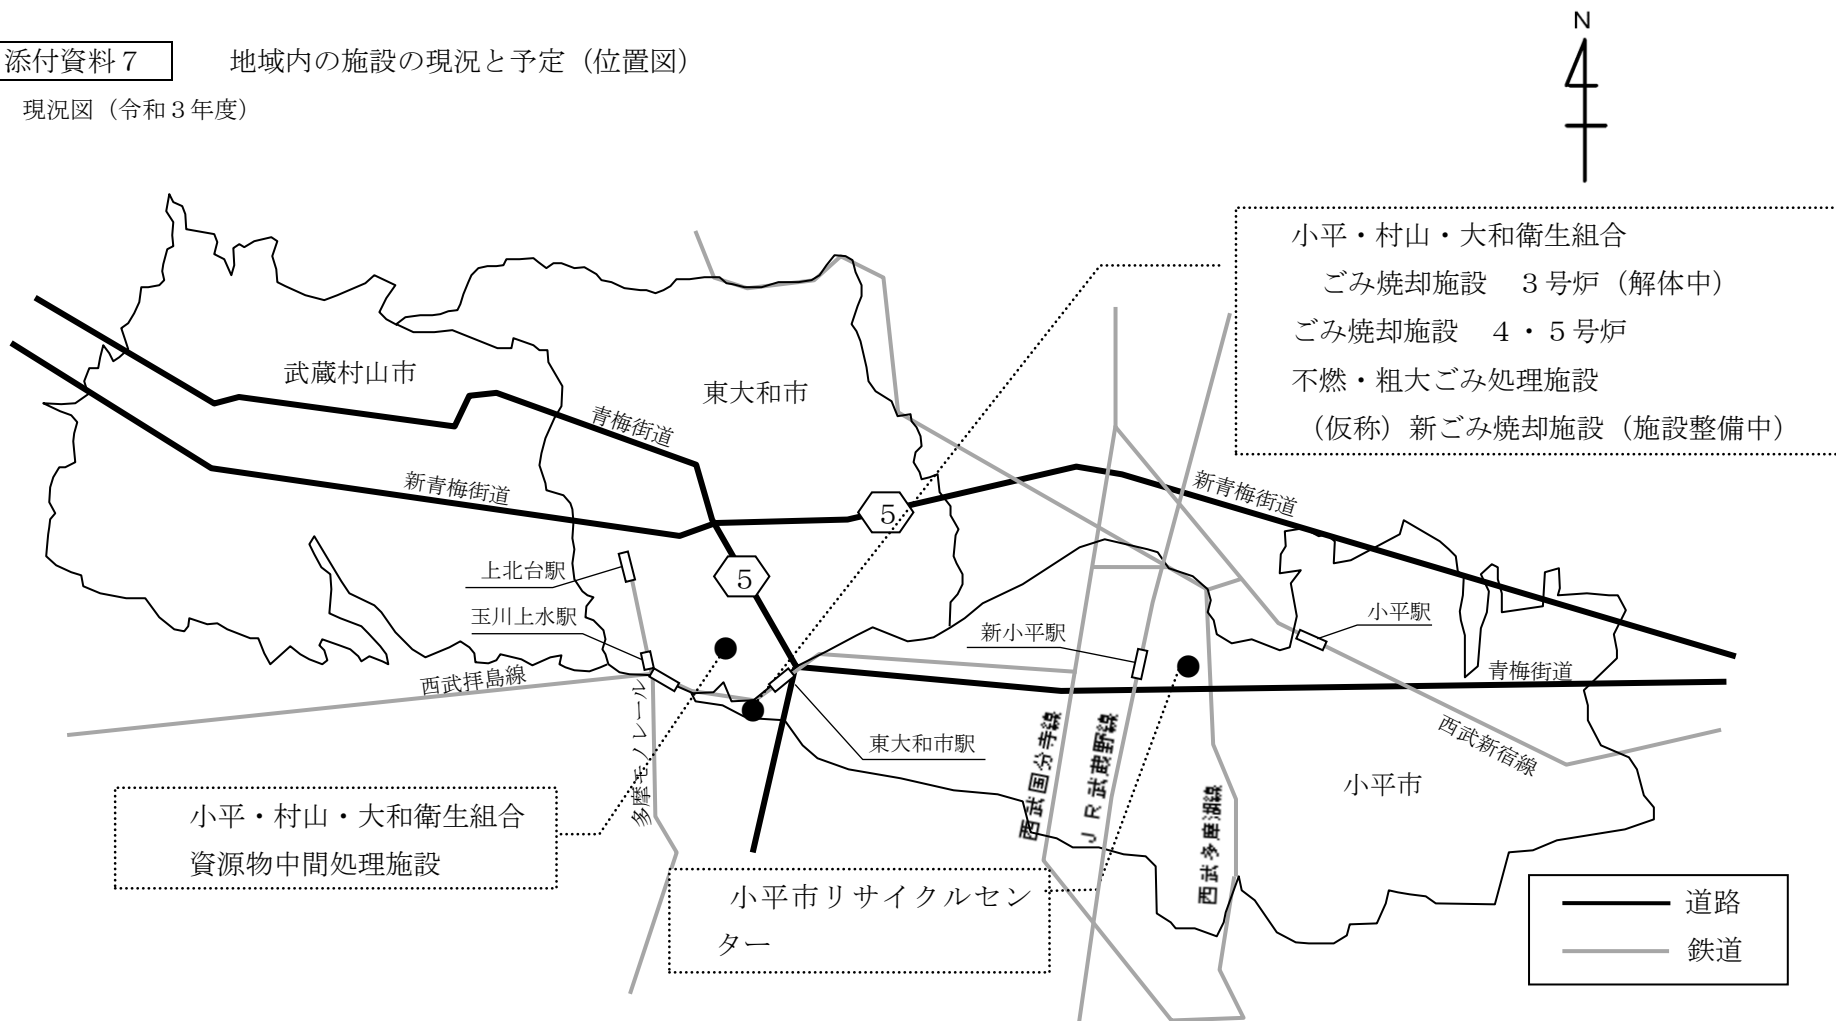 添付資料７
地域内の施設の現況と予定（位置図）
現況図（令和３年度）
N
小平・村山・大和衛生組合
ごみ焼却施設　３号炉（解体中）
ごみ焼却施設　４・５号炉
不燃・粗大ごみ処理施設
（仮称）新ごみ焼却施設（施設整備中）
武蔵村山市
東大和市
青梅街道
新青梅街道
新青梅街道
5
5
上北台駅
玉川上水駅
新小平駅
小平駅
青梅街道
西武拝島線
多摩モノレール
東大和市駅
西武国分寺線
ＪＲ武蔵野線
西武多摩湖線
西武新宿線
小平市
小平・村山・大和衛生組合
資源物中間処理施設
小平市リサイクルセン
ター
道路
鉄道